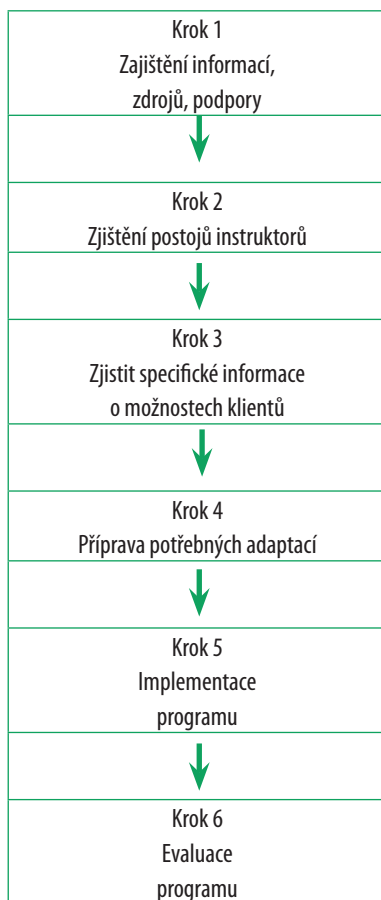 Krok 1
Zajištění informací,
zdrojů, podpory
Krok 2
Zjištění postojů instruktorů
Krok 3
Zjistit specifické informace
o možnostech klientů
Krok 4
Příprava potřebných adaptací
Krok 5
Implementace
programu
Krok 6
Evaluace
programu